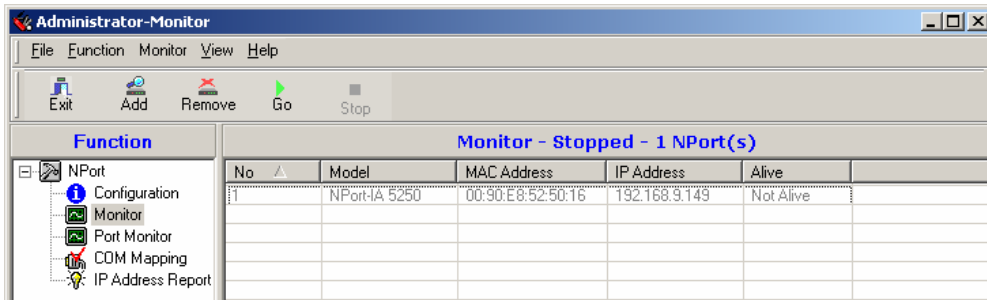 Administrator-Monitor
File Function Monitor View Help
Exit Add Remove Go Stop
Function
Monitor - Stopped - 1 NPort(s)
NPort
Configuration
Monitor
Port Monitor
COM Mapping
IP Address Report
No Model MAC Address IP Address Alive
1 NPort-IA 5250 00:90:E8:52:50:16 192.168.9.149 Not Alive